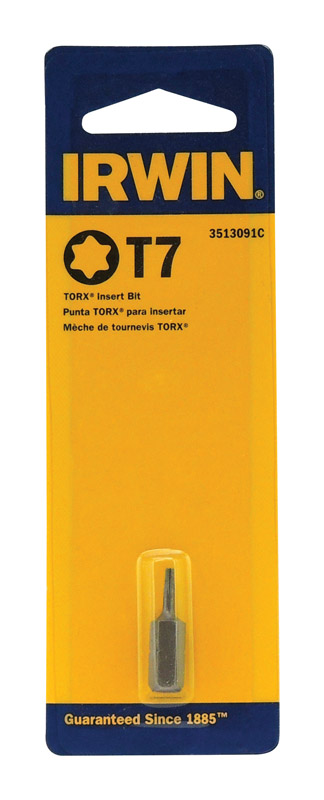 IRWIN®
3513091C
T7
TORX® Insert Bit
Punta TORX® para insertar
Mèche de tournevis TORX®
Guaranteed Since 1885™